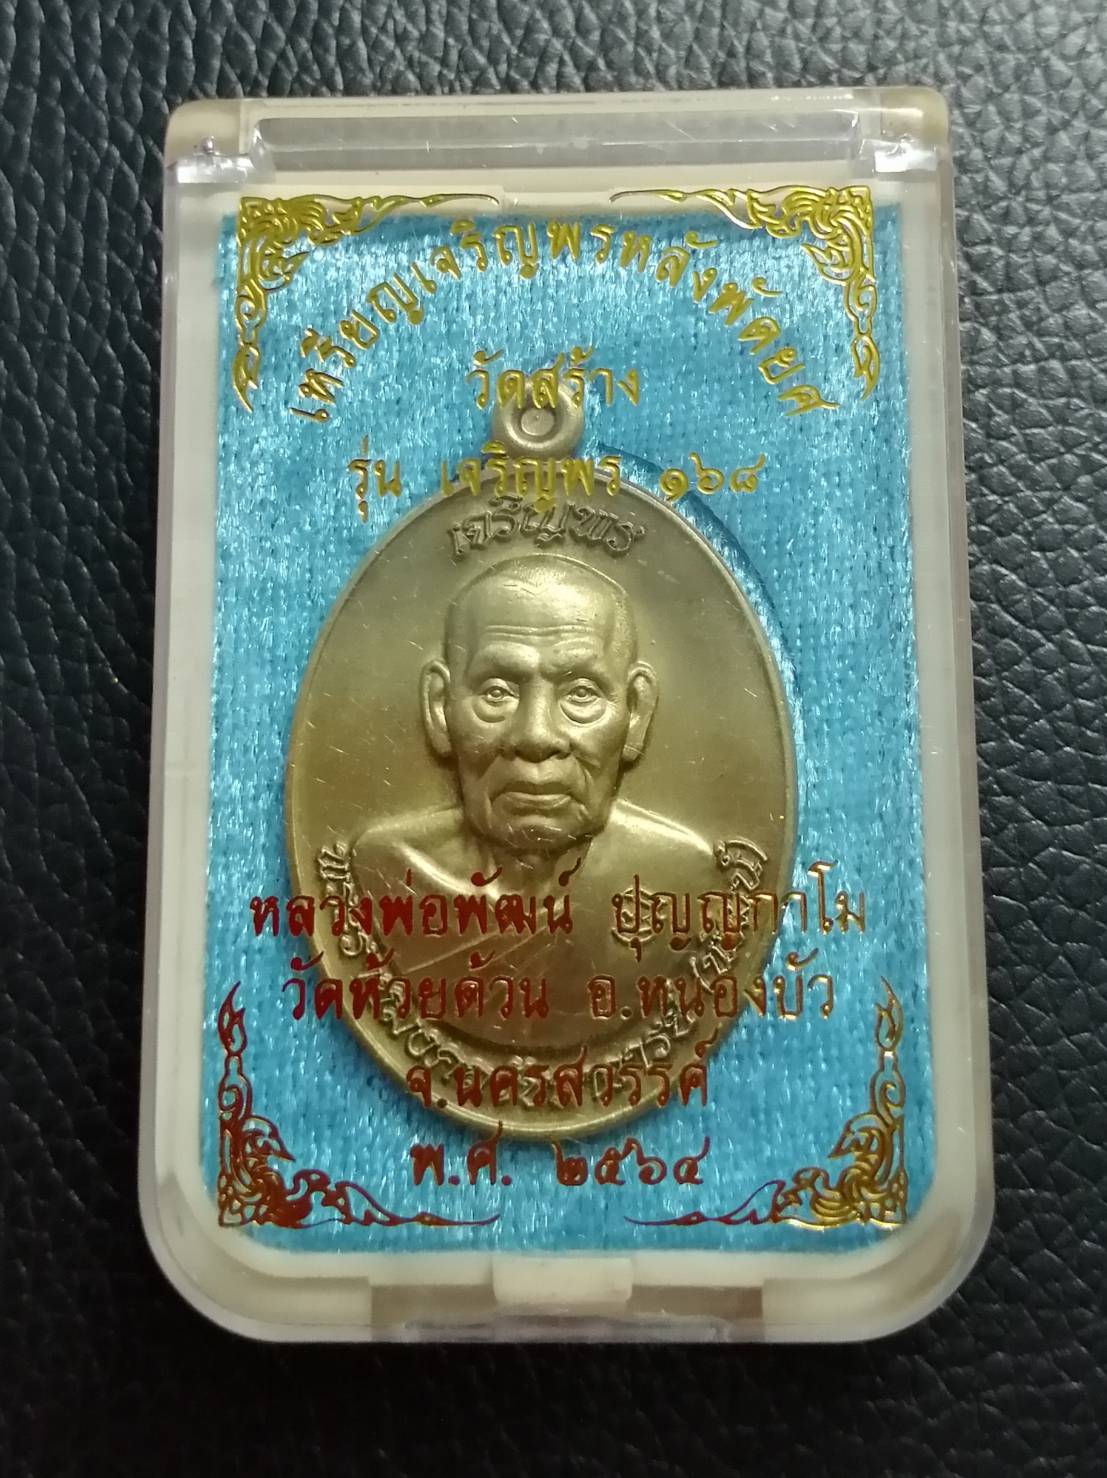 เหรียญเจริญพรหลังพัดยศ
วัดสร้าง
รุ่น เจริญพร ๑๖๘
เจริญพร
หลวงพ่อพัฒน์ ปุญญกาโม
วัดห้วยด้วน อ.หนองบัว
จ.นครสวรรค์
พ.ศ. ๒๕๖๔